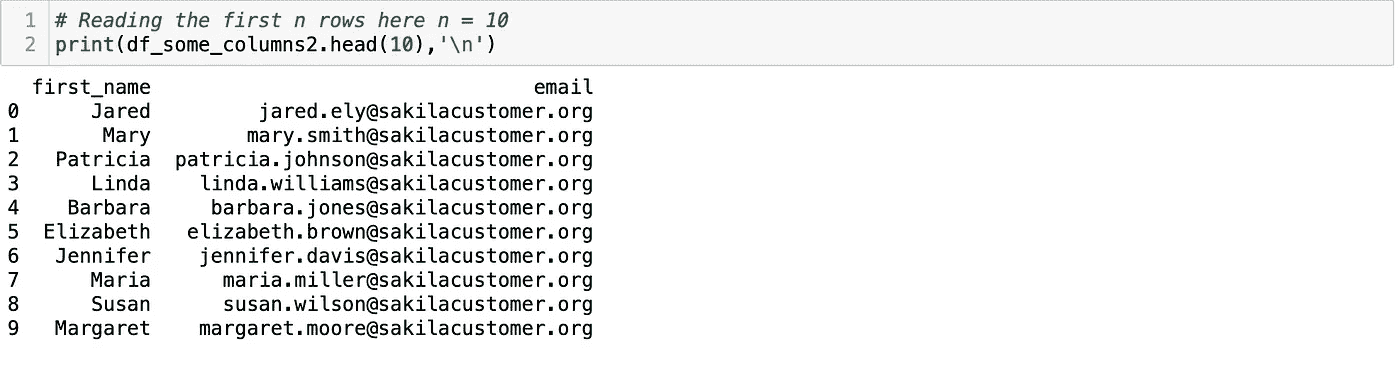 1 # Reading the first n rows here n = 10
2 print(df_some_columns2.head(10),'\n')
first_name email
0 Jared jared.ely@sakilacustomer.org
1 Mary mary.smith@sakilacustomer.org
2 Patricia patricia.johnson@sakilacustomer.org
3 Linda linda.williams@sakilacustomer.org
4 Barbara barbara.jones@sakilacustomer.org
5 Elizabeth elizabeth.brown@sakilacustomer.org
6 Jennifer jennifer.davis@sakilacustomer.org
7 Maria maria.miller@sakilacustomer.org
8 Susan susan.wilson@sakilacustomer.org
9 Margaret margaret.moore@sakilacustomer.org